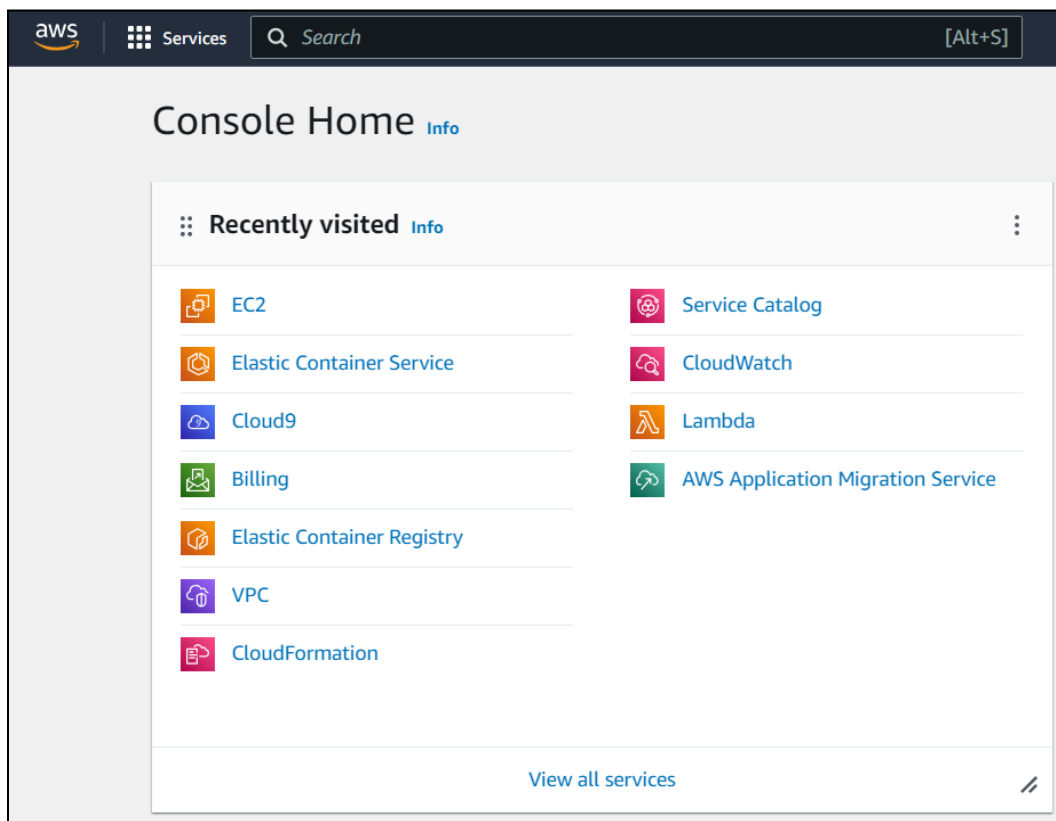 aws Services Search [Alt+S]
Console Home Info
Recently visited Info
EC2
Elastic Container Service
Cloud9
Billing
Elastic Container Registry
VPC
CloudFormation
Service Catalog
CloudWatch
Lambda
AWS Application Migration Service
View all services